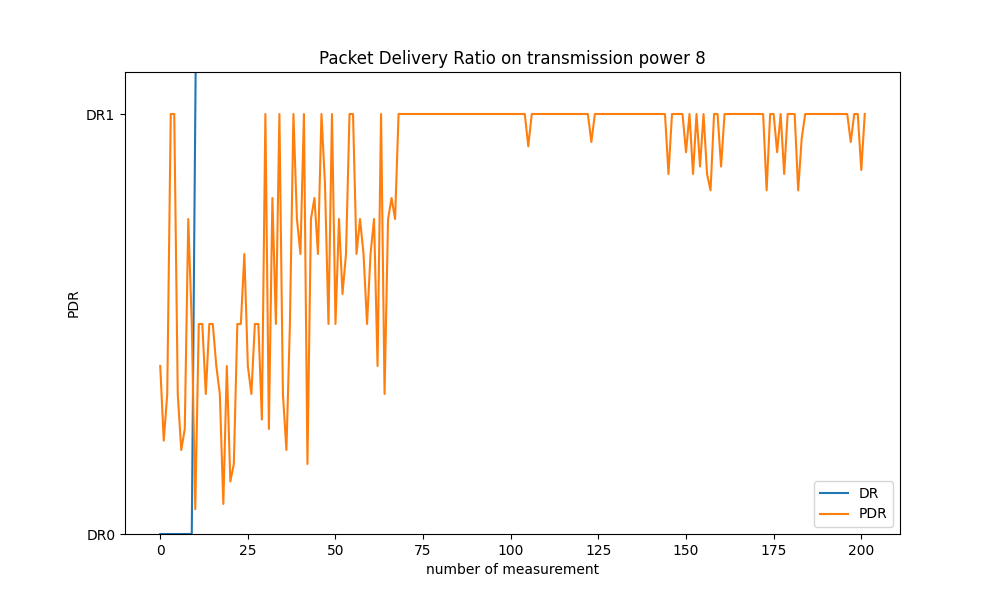 Packet Delivery Ratio on transmission power 8
DR1
PDR
DR0
0 25 50 75 100 125 150 175 200
number of measurement
DR
PDR